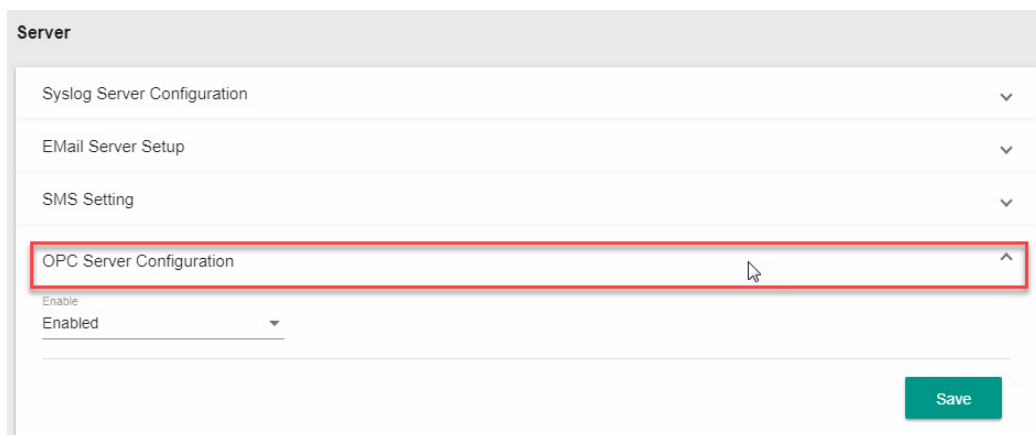 Server
Syslog Server Configuration
EMail Server Setup
SMS Setting
OPC Server Configuration
Enable
Enabled
Save